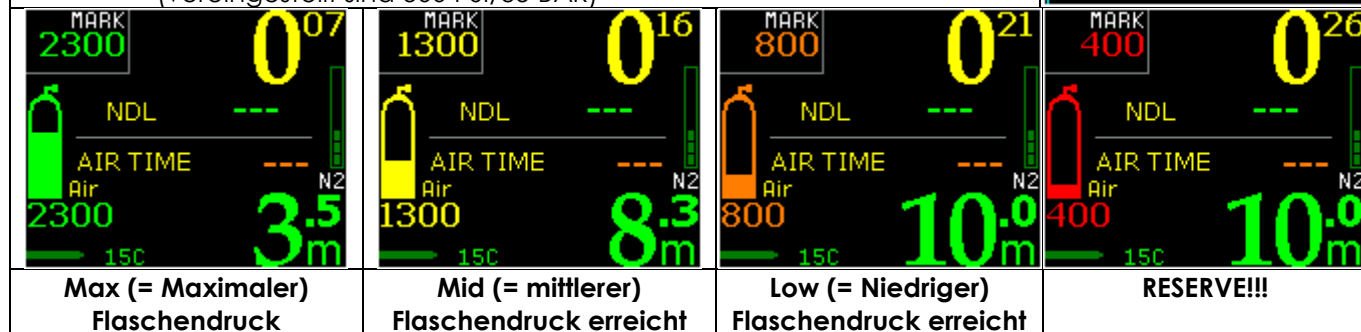 MARK
2300
0 07
NDL ---
AIR TIME ---
Air
N2
2300
3.5
m
15C
MARK
1300
0 16
NDL ---
AIR TIME ---
Air
N2
1300
8.3
m
15C
MARK
800
0 21
NDL ---
AIR TIME ---
Air
N2
800
10.0
m
15C
MARK
400
0 26
NDL ---
AIR TIME ---
Air
N2
400
10.0
m
15C
Max (= Maximaler)
Flaschendruck
Mid (= mittlerer)
Flaschendruck erreicht
Low (= Niedriger)
Flaschendruck erreicht
RESERVE!!!